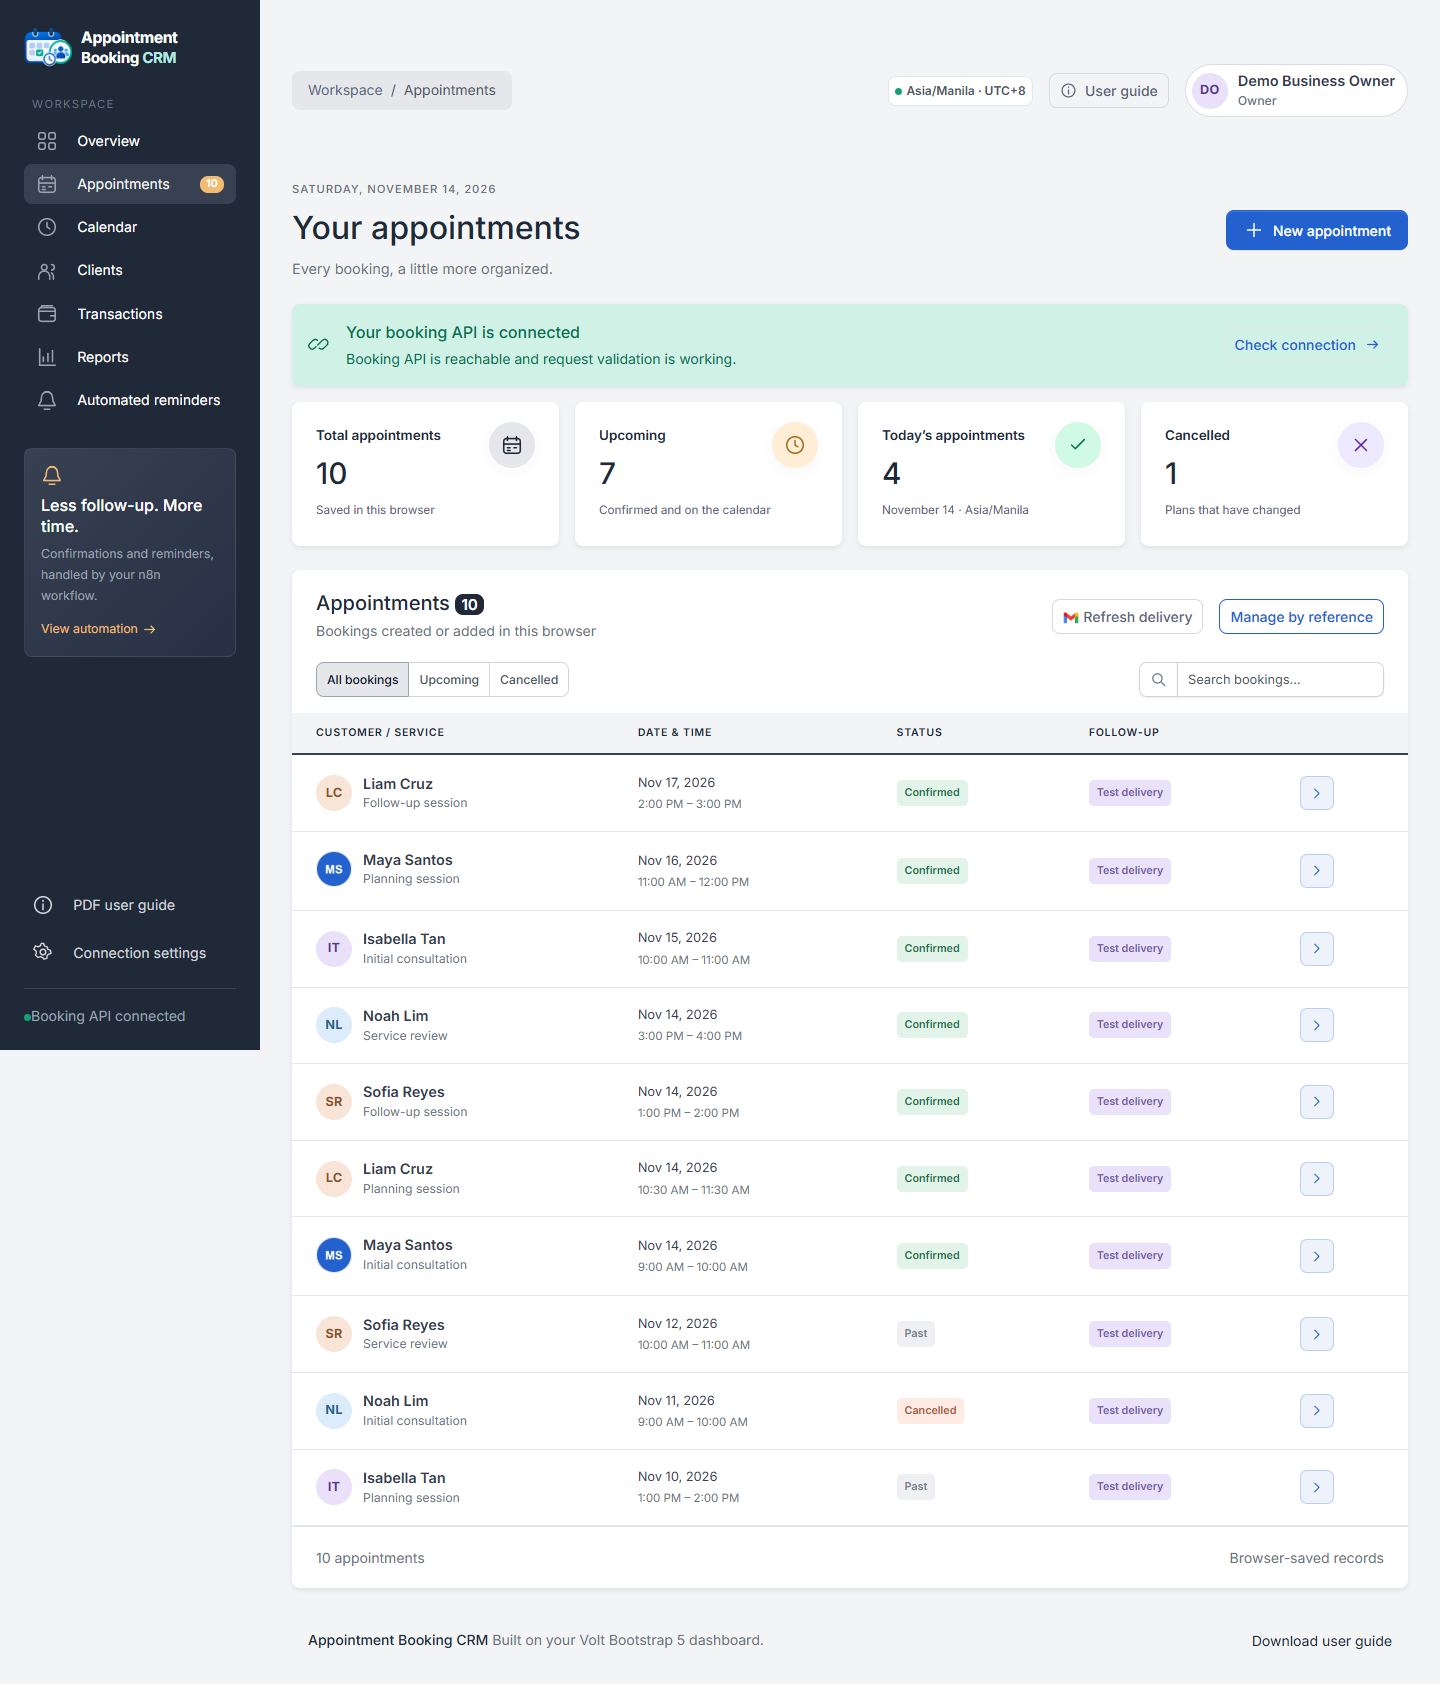 Appointment
Booking CRM
WORKSPACE
Overview
Appointments 10
Calendar
Clients
Transactions
Reports
Automated reminders
Less follow-up. More
time.
Confirmations and reminders,
handled by your n8n
workflow.
View automation →
PDF user guide
Connection settings
Booking API connected
Workspace / Appointments
Asia/Manila · UTC+8
User guide
DO
Demo Business Owner
Owner
SATURDAY, NOVEMBER 14, 2026
Your appointments
Every booking, a little more organized.
New appointment
Your booking API is connected
Booking API is reachable and request validation is working.
Check connection →
Total appointments
10
Saved in this browser
Upcoming
7
Confirmed and on the calendar
Today’s appointments
4
November 14 · Asia/Manila
Cancelled
1
Plans that have changed
Appointments 10
Bookings created or added in this browser
Refresh delivery
Manage by reference
All bookings Upcoming Cancelled
Search bookings...
CUSTOMER / SERVICE DATE & TIME STATUS FOLLOW-UP
LC Liam Cruz Nov 17, 2026 Confirmed Test delivery
Follow-up session 2:00 PM – 3:00 PM
MS Maya Santos Nov 16, 2026 Confirmed Test delivery
Planning session 11:00 AM – 12:00 PM
IT Isabella Tan Nov 15, 2026 Confirmed Test delivery
Initial consultation 10:00 AM – 11:00 AM
NL Noah Lim Nov 14, 2026 Confirmed Test delivery
Service review 3:00 PM – 4:00 PM
SR Sofia Reyes Nov 14, 2026 Confirmed Test delivery
Follow-up session 1:00 PM – 2:00 PM
LC Liam Cruz Nov 14, 2026 Confirmed Test delivery
Planning session 10:30 AM – 11:30 AM
MS Maya Santos Nov 14, 2026 Confirmed Test delivery
Initial consultation 9:00 AM – 10:00 AM
SR Sofia Reyes Nov 12, 2026 Past Test delivery
Service review 10:00 AM – 11:00 AM
NL Noah Lim Nov 11, 2026 Cancelled Test delivery
Initial consultation 9:00 AM – 10:00 AM
IT Isabella Tan Nov 10, 2026 Past Test delivery
Planning session 1:00 PM – 2:00 PM
10 appointments Browser-saved records
Appointment Booking CRM Built on your Volt Bootstrap 5 dashboard.
Download user guide